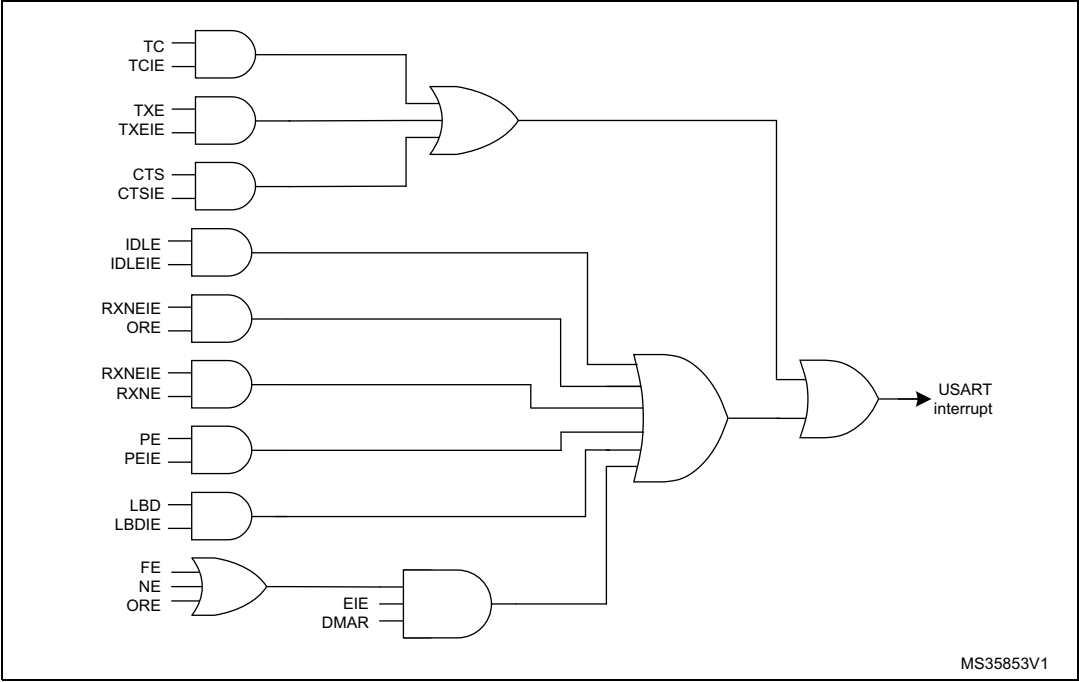 TC
TCIE
TXE
TXEIE
CTS
CTSIE
IDLE
IDLEIE
RXNEIE
ORE
RXNEIE
RXNE
PE
PEIE
LBD
LBDIE
FE
NE
ORE
EIE
DMAR
USART
interrupt
MS35853V1